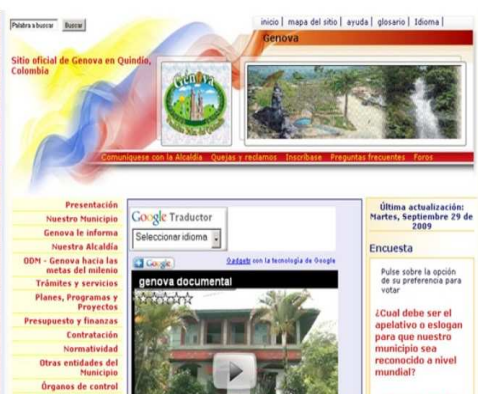 Palabra a buscar
Buscar
inicio | mapa del sitio | ayuda | glosario | Idioma |
Genova
Sitio oficial de Genova en Quindio,
Colombia
Génova
Comuniquese con la Alcaldía Quejas y reclamos Inscríbase Preguntas frecuentes Foros
Presentación
Nuestro Municipio
Genova le informa
Nuestra Alcaldía
ODM - Genova hacia las
metas del milenio
Trámites y servicios
Planes, Programas y
Proyectos
Presupuesto y finanzas
Contratación
Normatividad
Otras entidades del
Municipio
Órganos de control
Google Traductor
Seleccionar idioma
Google
Gadgets con la tecnología de Google
genova documental
Última actualización:
Martes, Septiembre 29 de
2009
Encuesta
Pulse sobre la opción
de su preferencia para
votar
¿Cual debe ser el
apelativo o eslogan
para que nuestro
municipio sea
reconocido a nivel
mundial?